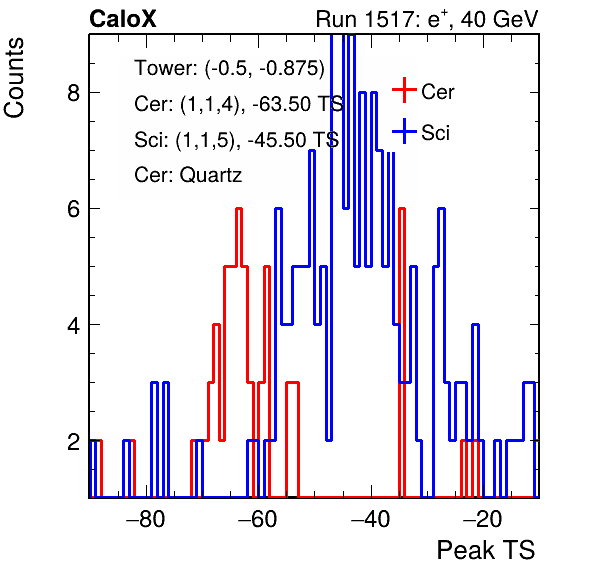 CaloX Run 1517: e⁺, 40 GeV
Counts
Tower: (-0.5, -0.875)
Cer: (1,1,4), -63.50 TS
Sci: (1,1,5), -45.50 TS
Cer: Quartz
Cer
Sci
8
6
4
2
−80 −60 −40 −20
Peak TS